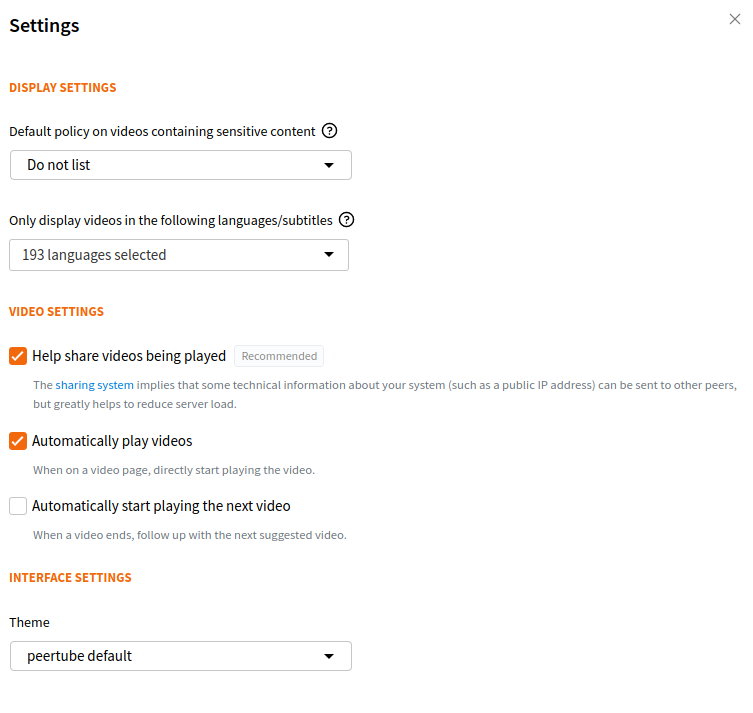 Settings
DISPLAY SETTINGS
Default policy on videos containing sensitive content
Do not list
Only display videos in the following languages/subtitles
193 languages selected
VIDEO SETTINGS
Help share videos being played Recommended
The sharing system implies that some technical information about your system (such as a public IP address) can be sent to other peers,
but greatly helps to reduce server load.
Automatically play videos
When on a video page, directly start playing the video.
Automatically start playing the next video
When a video ends, follow up with the next suggested video.
INTERFACE SETTINGS
Theme
peertube default